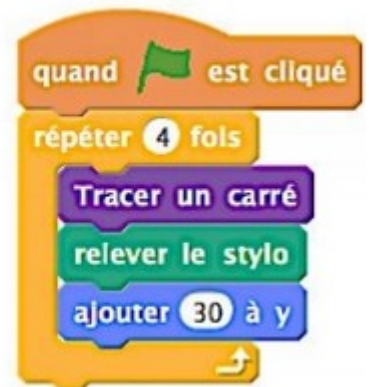 quand est cliqué
répéter 4 fois
Tracer un carré
relever le stylo
ajouter 30 à y